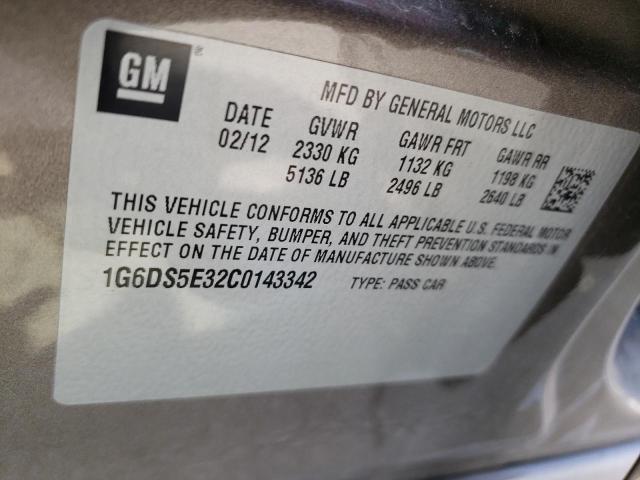 GM ®
MFD BY GENERAL MOTORS LLC
DATE GVWR GAWR FRT GAWR RR
02/12 2330 KG 1132 KG 1198 KG
5136 LB 2496 LB 2640 LB
THIS VEHICLE CONFORMS TO ALL APPLICABLE U.S. FEDERAL MOTOR
VEHICLE SAFETY, BUMPER, AND THEFT PREVENTION STANDARDS IN
EFFECT ON THE DATE OF MANUFACTURE SHOWN ABOVE.
1G6DS5E32C0143342 TYPE: PASS CAR